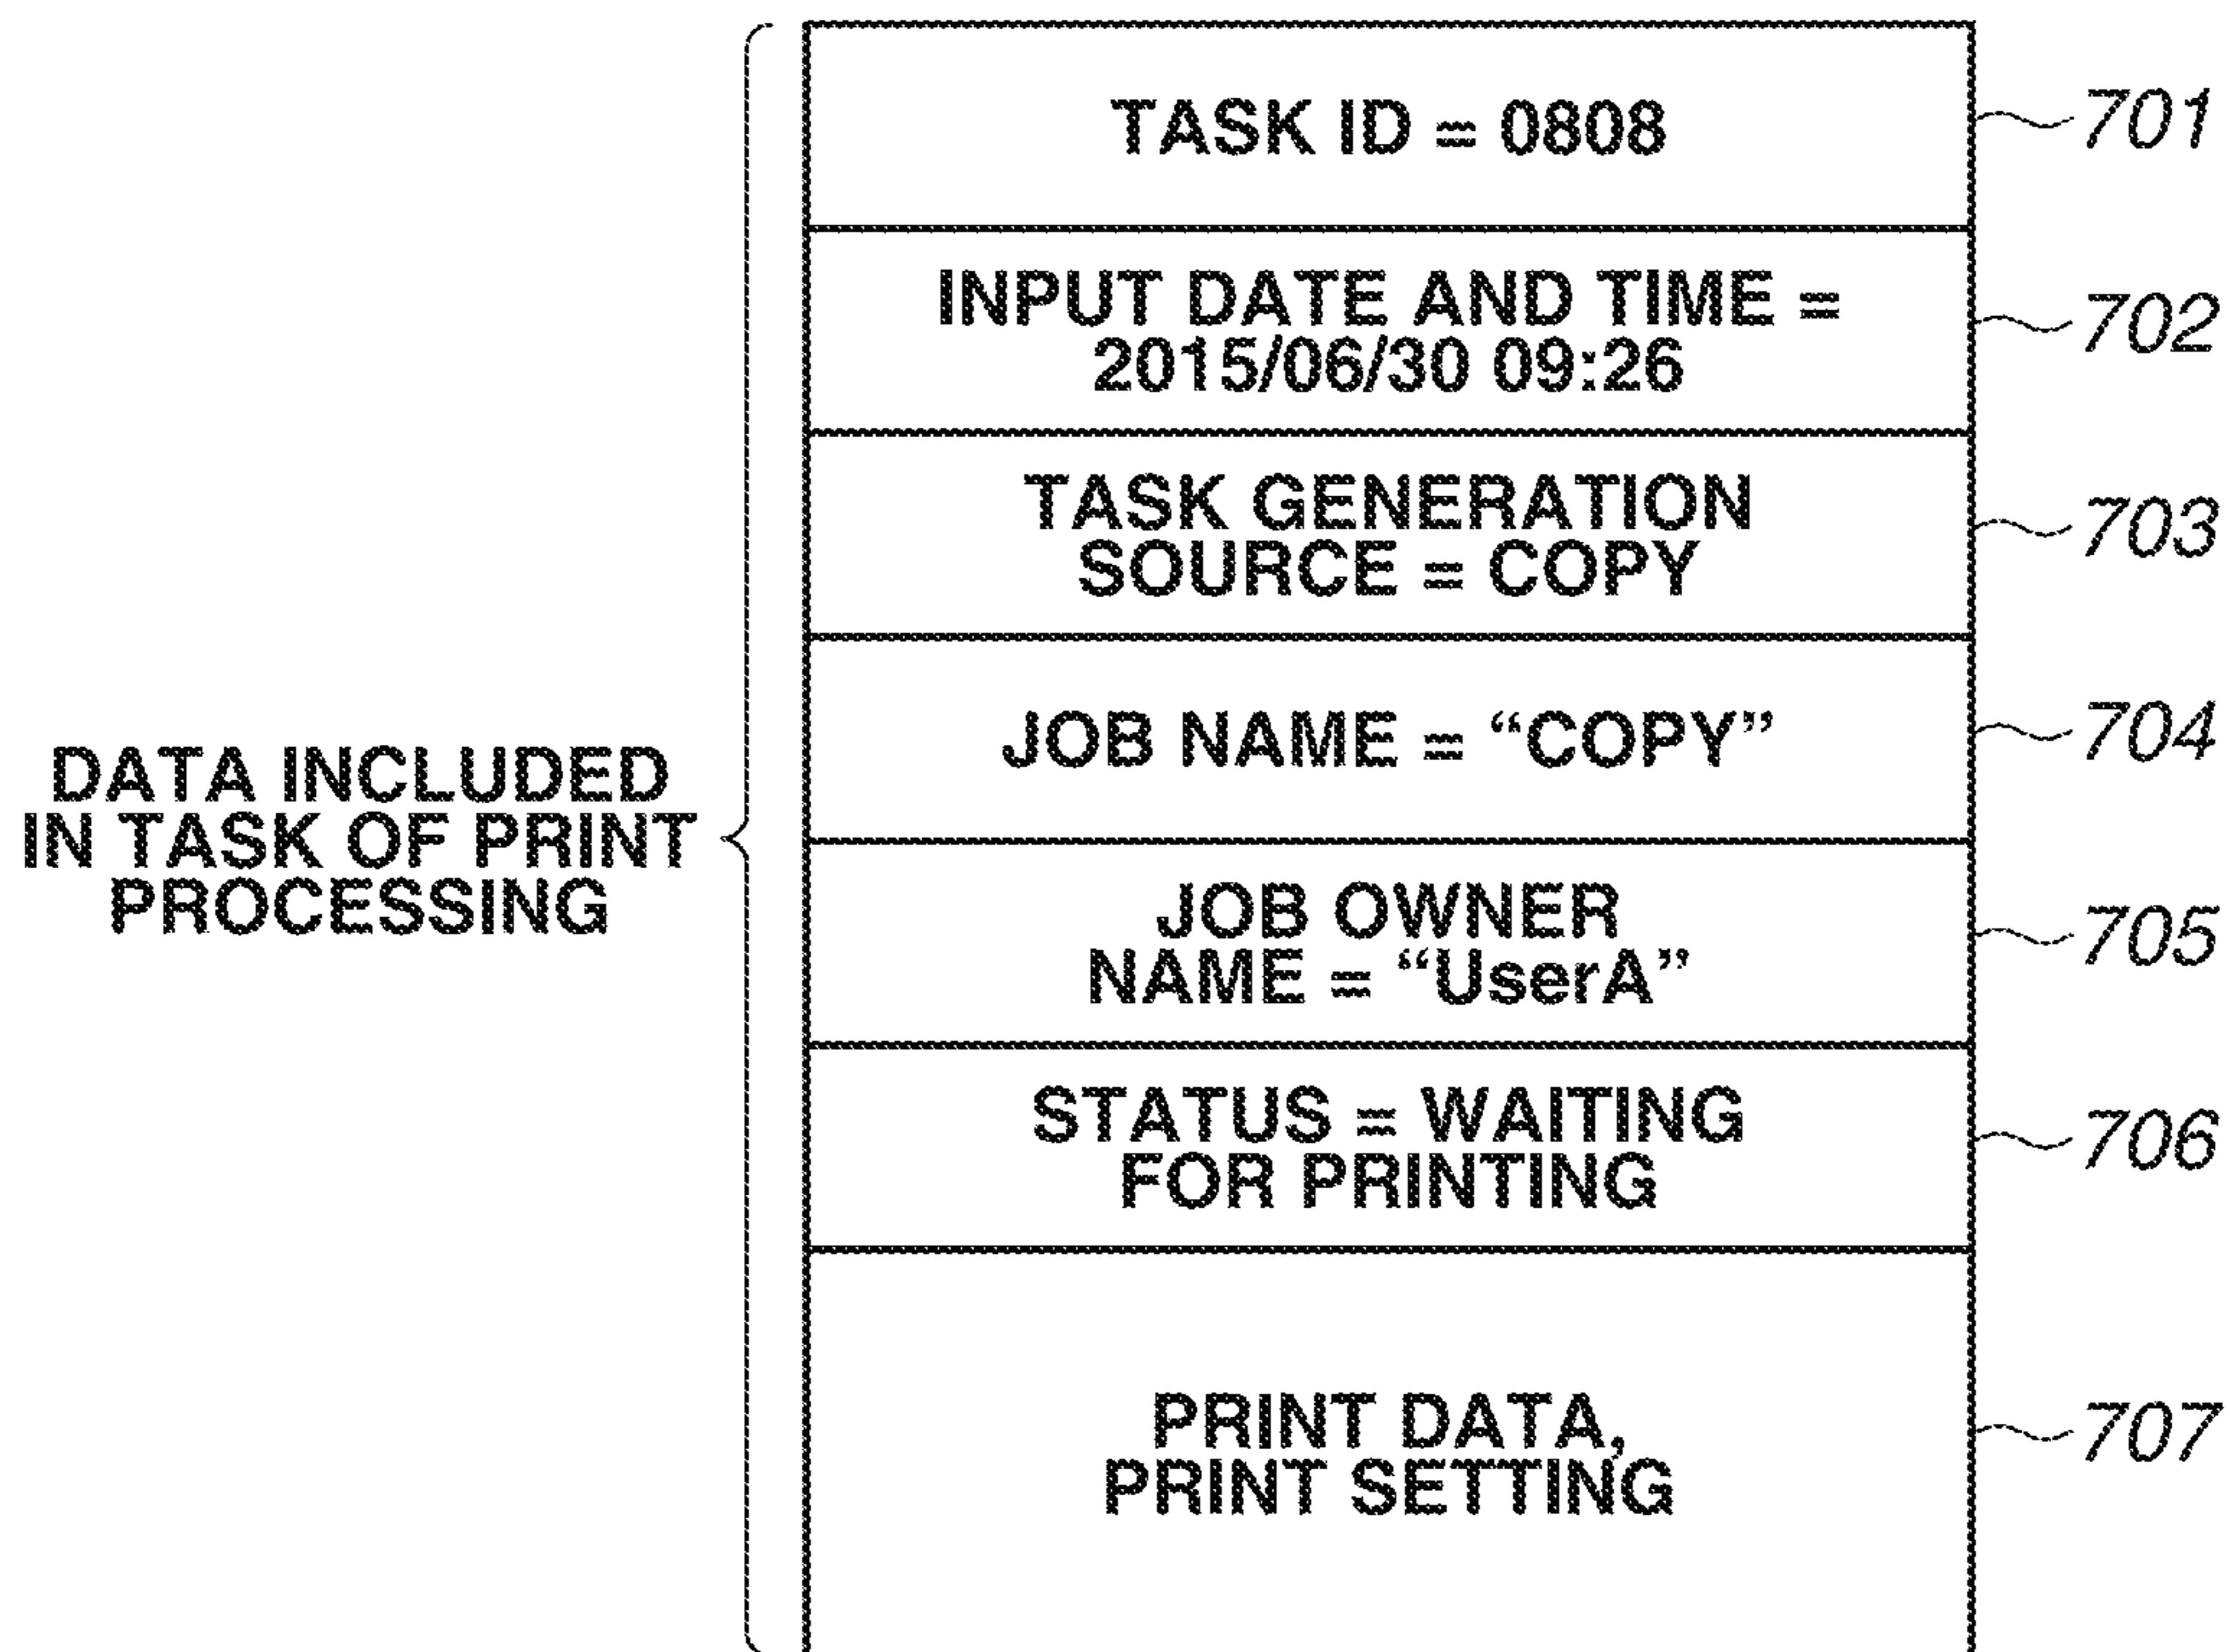 TASK ID = 0808
701
INPUT DATE AND TIME =
2015/06/30 09:26
702
TASK GENERATION
SOURCE = COPY
703
JOB NAME = “COPY”
704
DATA INCLUDED
IN TASK OF PRINT
PROCESSING
JOB OWNER
NAME = “UserA”
705
STATUS = WAITING
FOR PRINTING
706
PRINT DATA,
PRINT SETTING
707